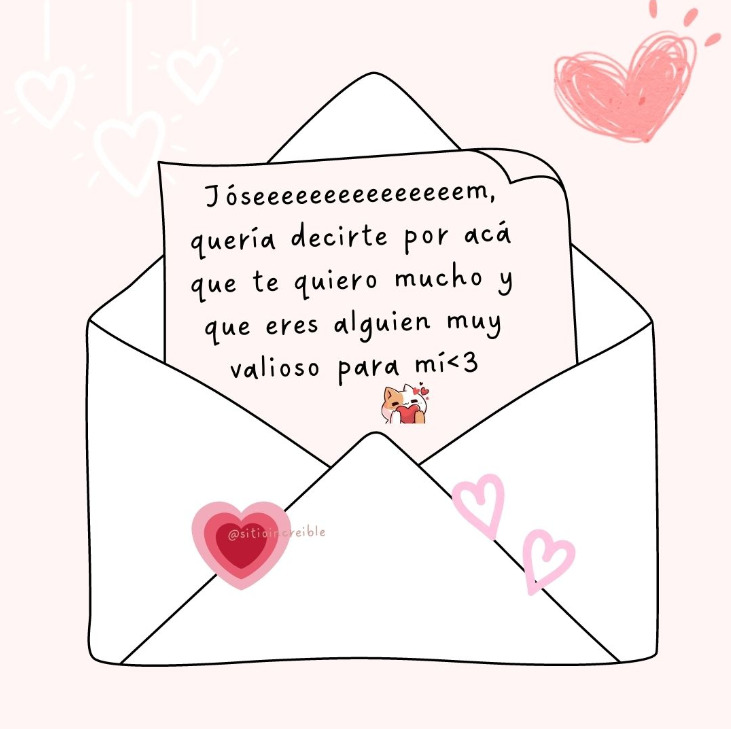 Jóseeeeeeeeeeeeeeem,
quería decirte por acá
que te quiero mucho y
que eres alguien muy
valioso para mí<3
@sitioincreible